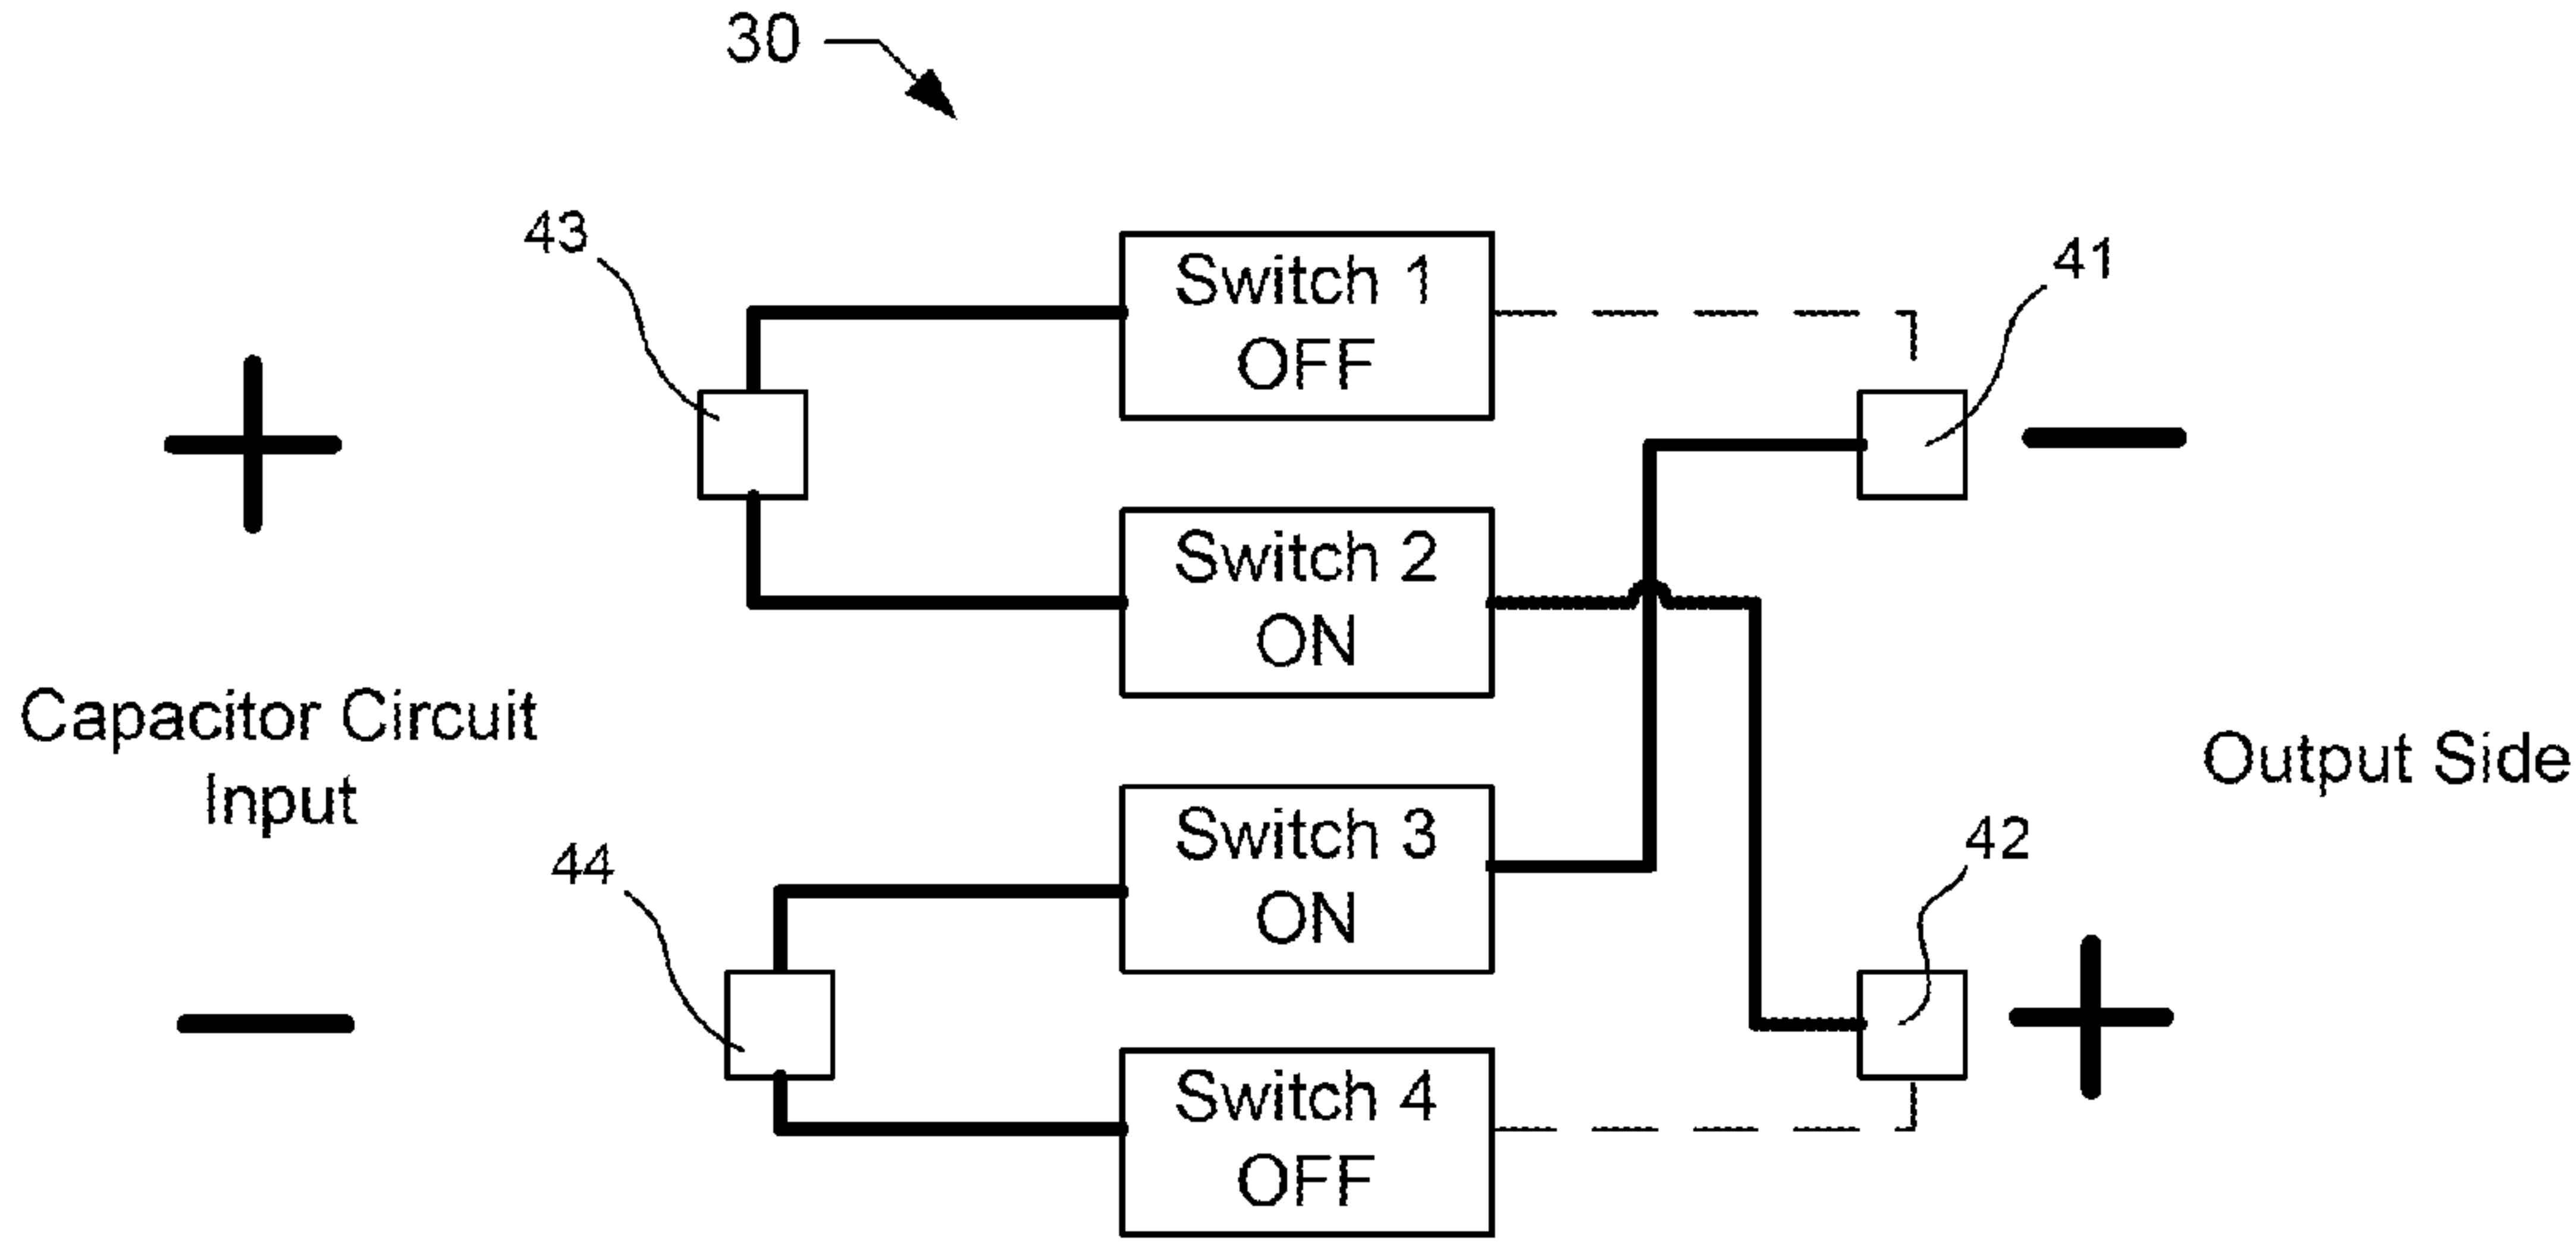 30
43
Switch 1
OFF
41
+
−
Switch 2
ON
Capacitor Circuit
Input
Output Side
Switch 3
ON
44
42
−
+
Switch 4
OFF